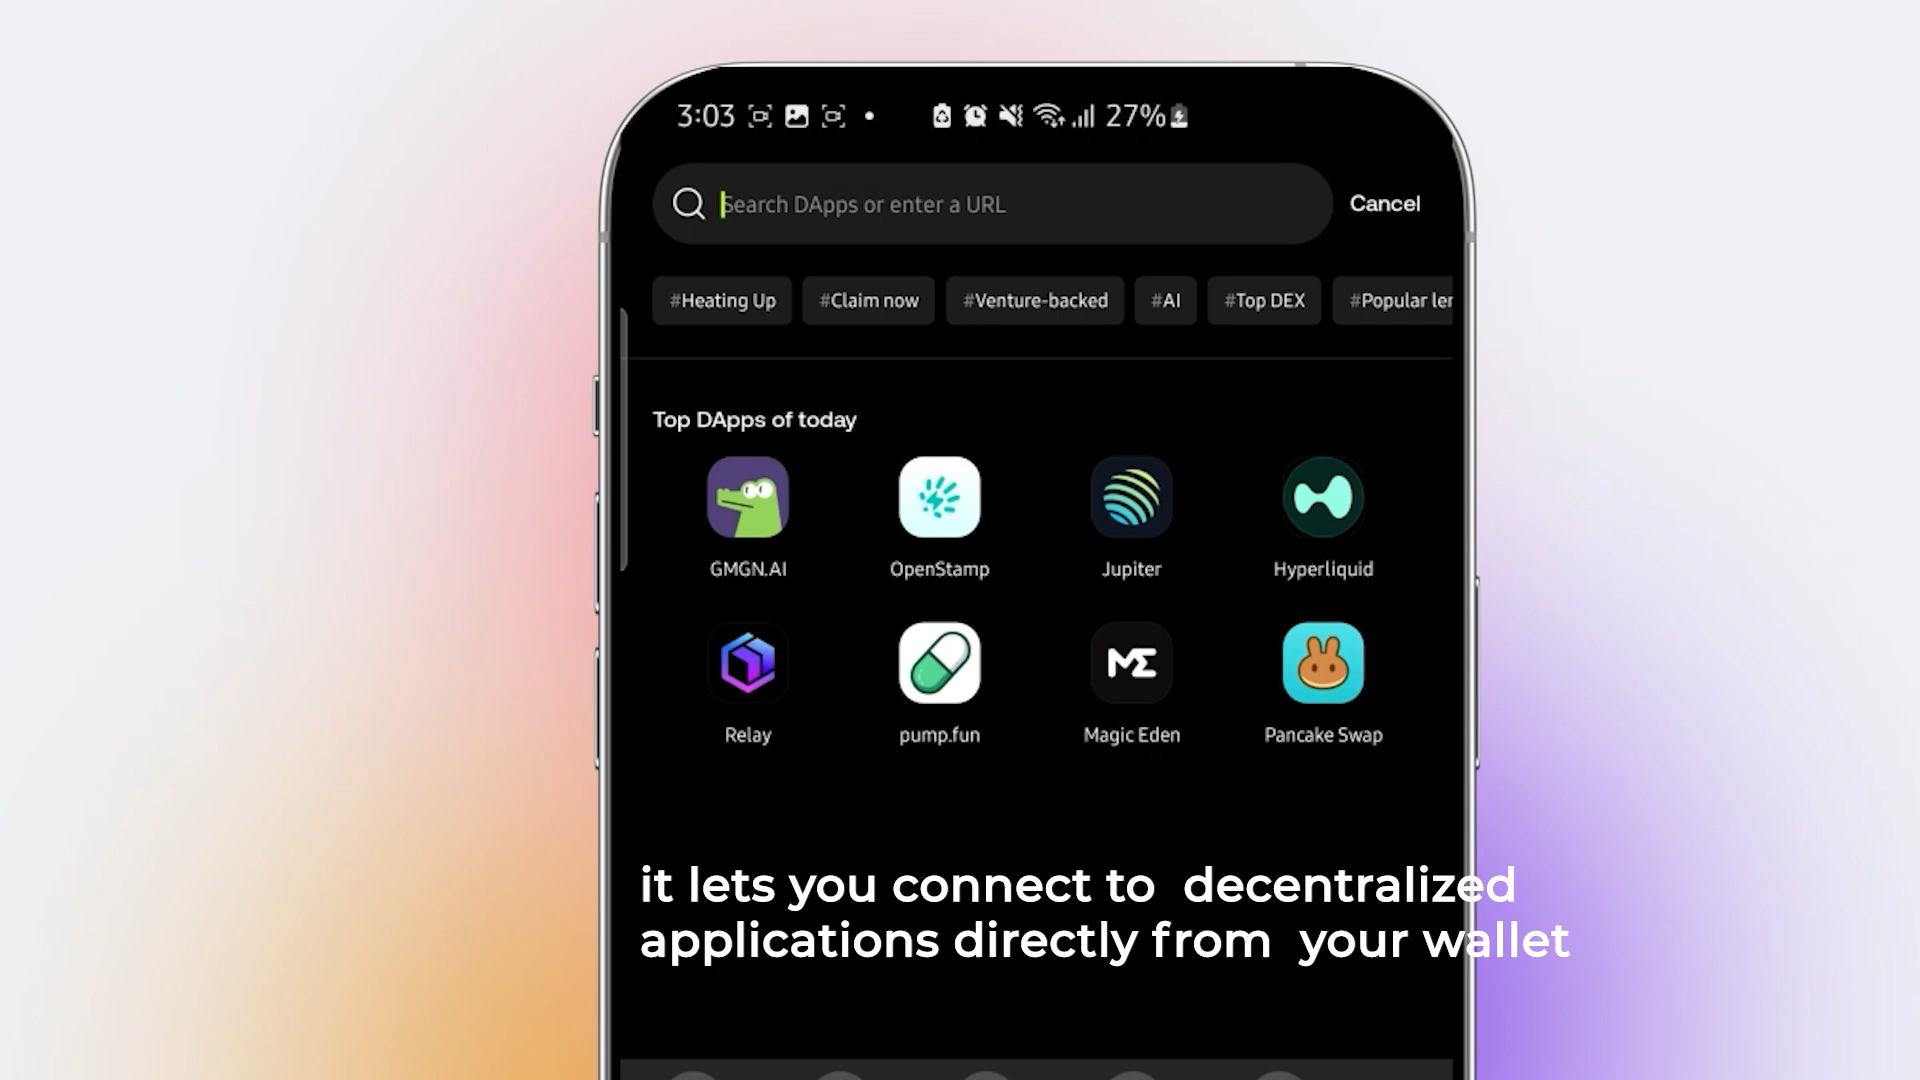 3:03
27%
Search DApps or enter a URL
Cancel
#Heating Up
#Claim now
#Venture-backed
#AI
#Top DEX
#Popular
Top DApps of today
GMGN.AI
OpenStamp
Jupiter
Hyperliquid
Relay
pump.fun
ME
Magic Eden
Pancake Swap
it lets you connect to decentralized
applications directly from your wallet